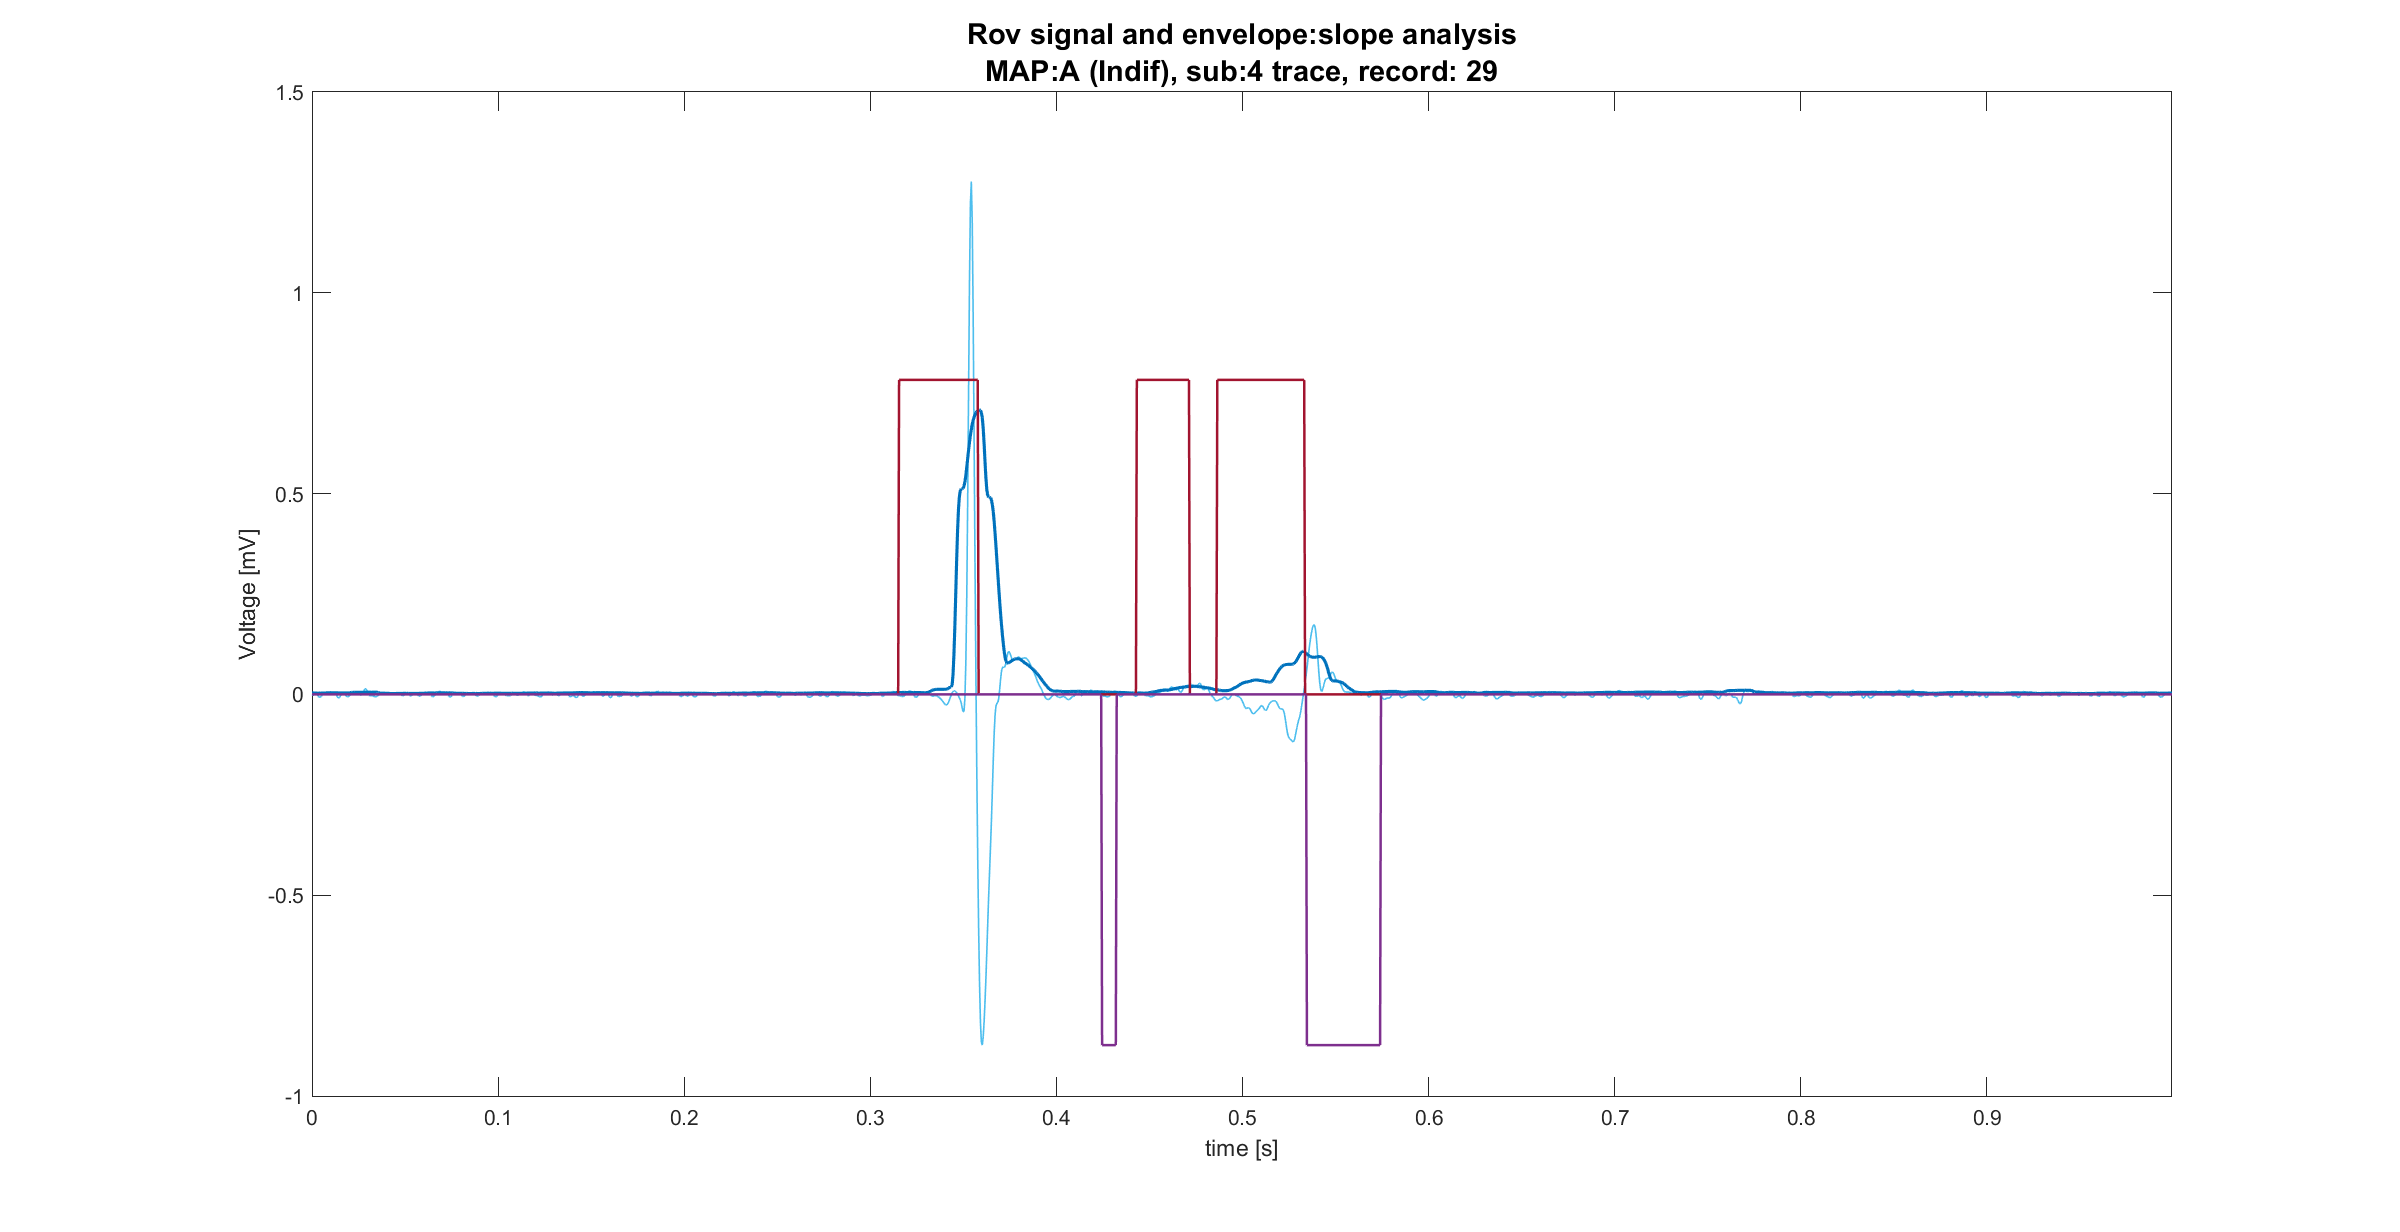 Rov signal and envelope:slope analysis
MAP:A (Indif), sub:4 trace, record: 29
1.5
1
0.5
0
-0.5
-1
Voltage [mV]
0 0.1 0.2 0.3 0.4 0.5 0.6 0.7 0.8 0.9
time [s]